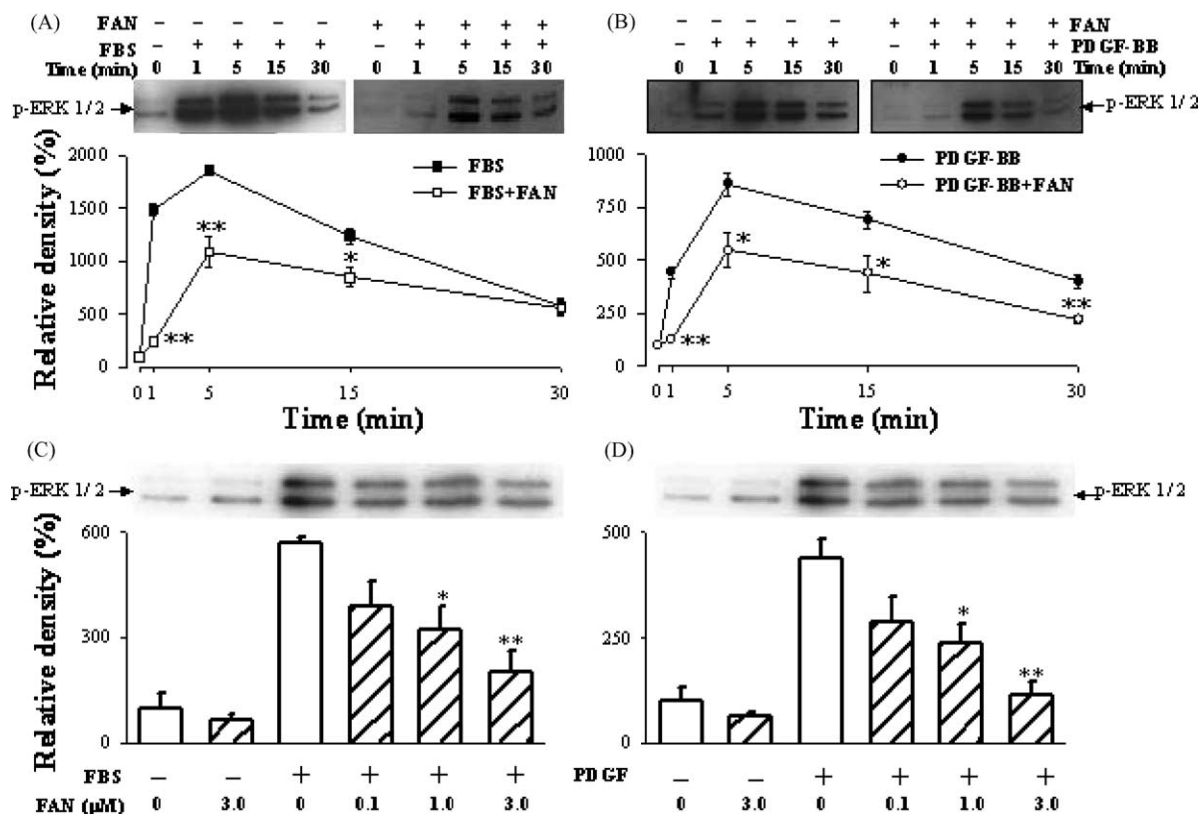 (A) FAN – – – – – + + + + +
FBS – + + + + – + + + +
Time (min) 0 1 5 15 30 0 1 5 15 30
p-ERK 1/2
Relative density (%)
2000
1500
1000
500
0
FBS
FBS+FAN
**
**
*
0 1 5 15 30
Time (min)
(B) – – – – – + + + + + FAN
– + + + + – + + + + PDGF-BB
0 1 5 15 30 0 1 5 15 30 Time (min)
p-ERK 1/2
1000
750
500
250
0
PDGF-BB
PDGF-BB+FAN
**
*
*
**
0 1 5 15 30
Time (min)
(C)
p-ERK 1/2
Relative density (%)
600
300
0
*
**
FBS – – + + + +
FAN (µM) 0 3.0 0 0.1 1.0 3.0
(D)
p-ERK 1/2
500
250
0
*
**
PDGF – – + + + +
0 3.0 0 0.1 1.0 3.0